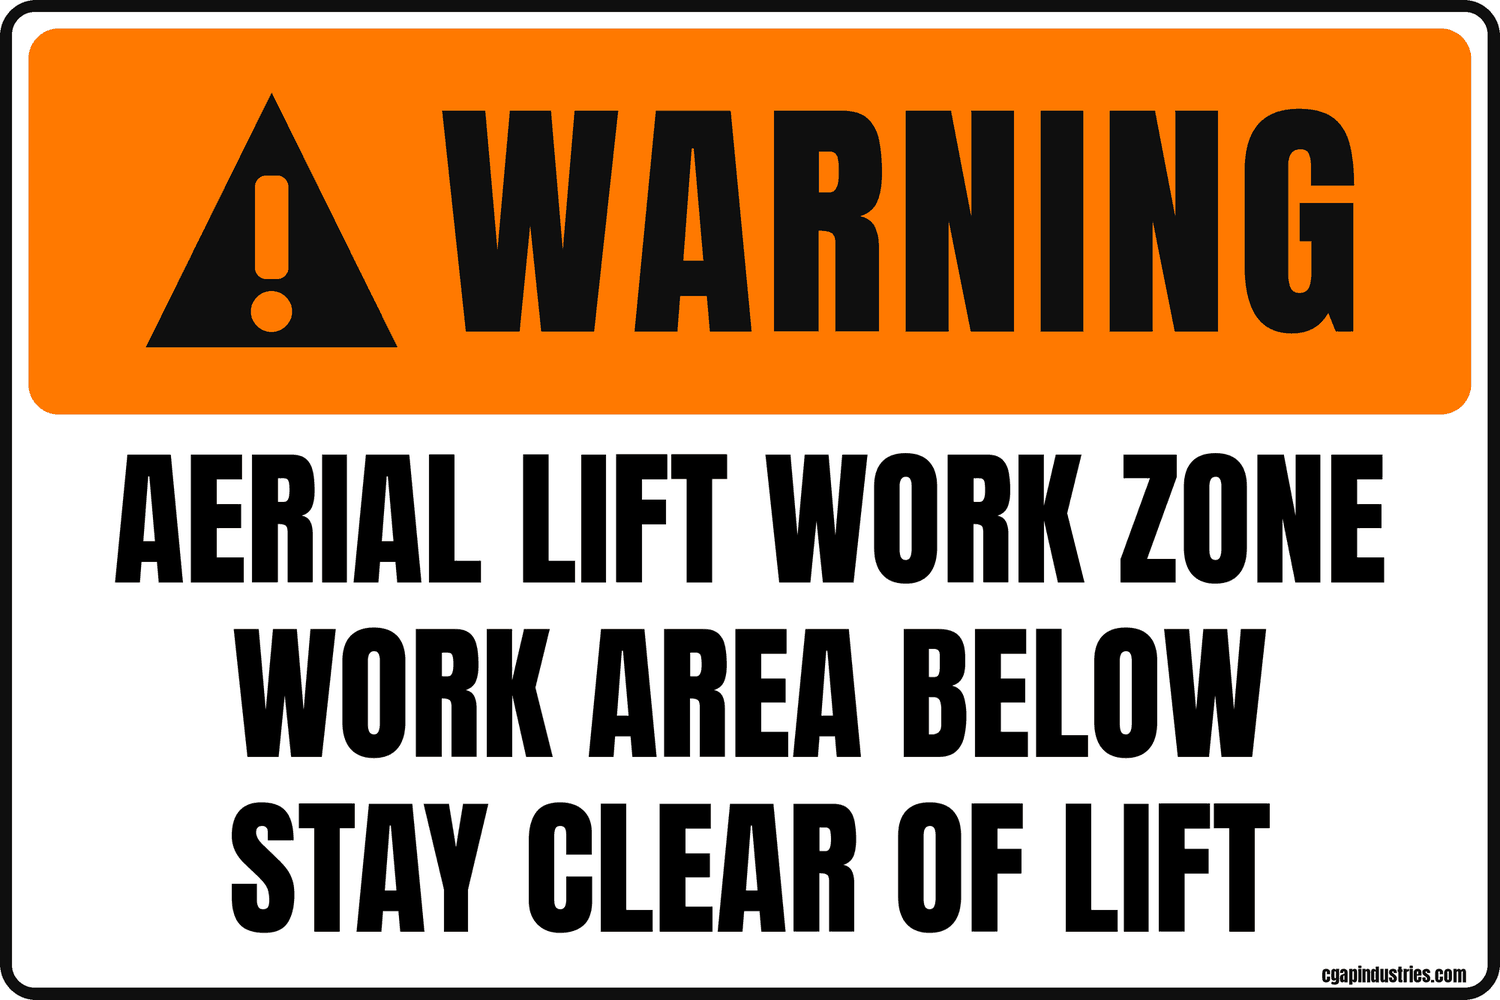 WARNING
AERIAL LIFT WORK ZONE
WORK AREA BELOW
STAY CLEAR OF LIFT
cgapindustries.com